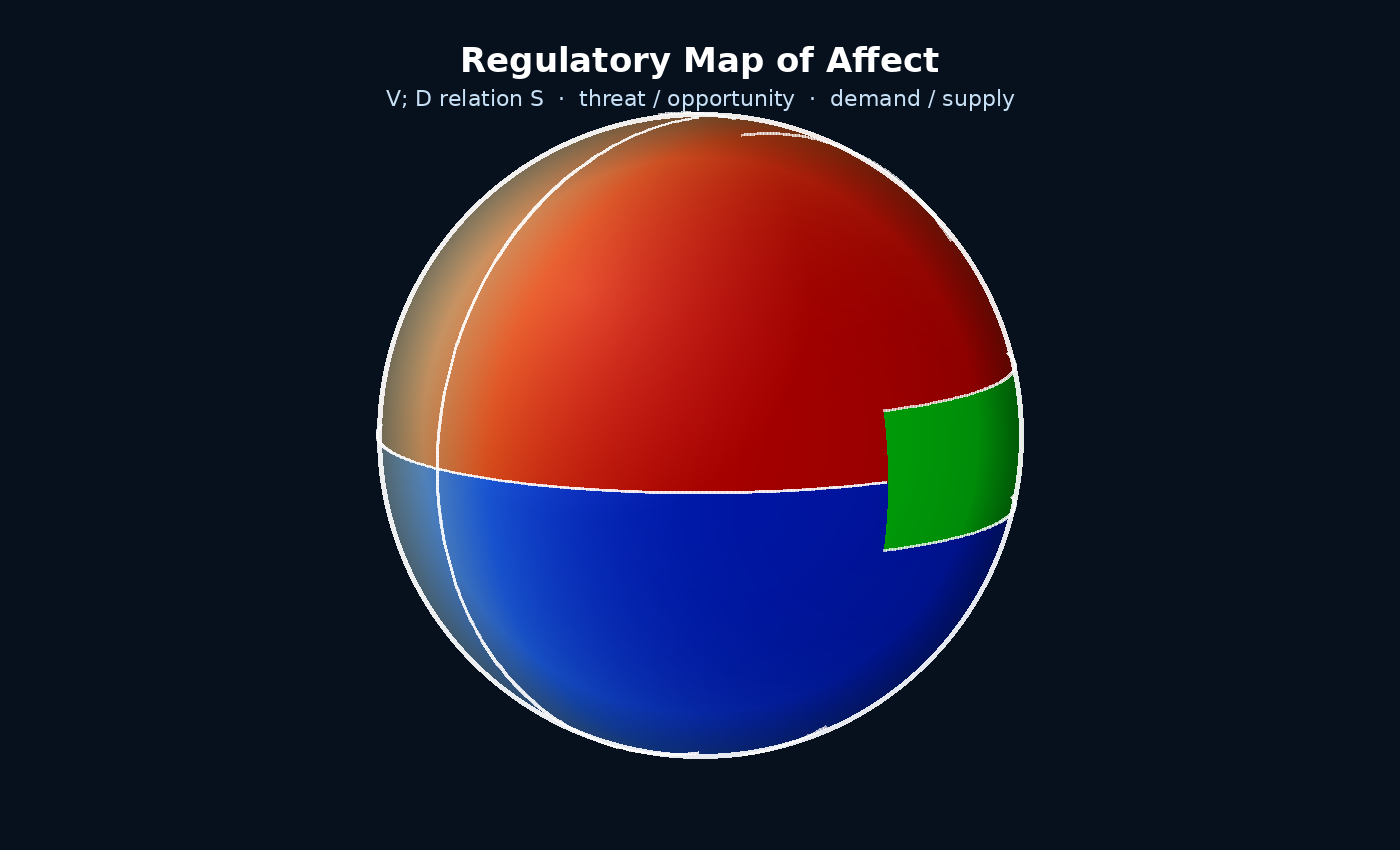 Regulatory Map of Affect
V; D relation S · threat / opportunity · demand / supply